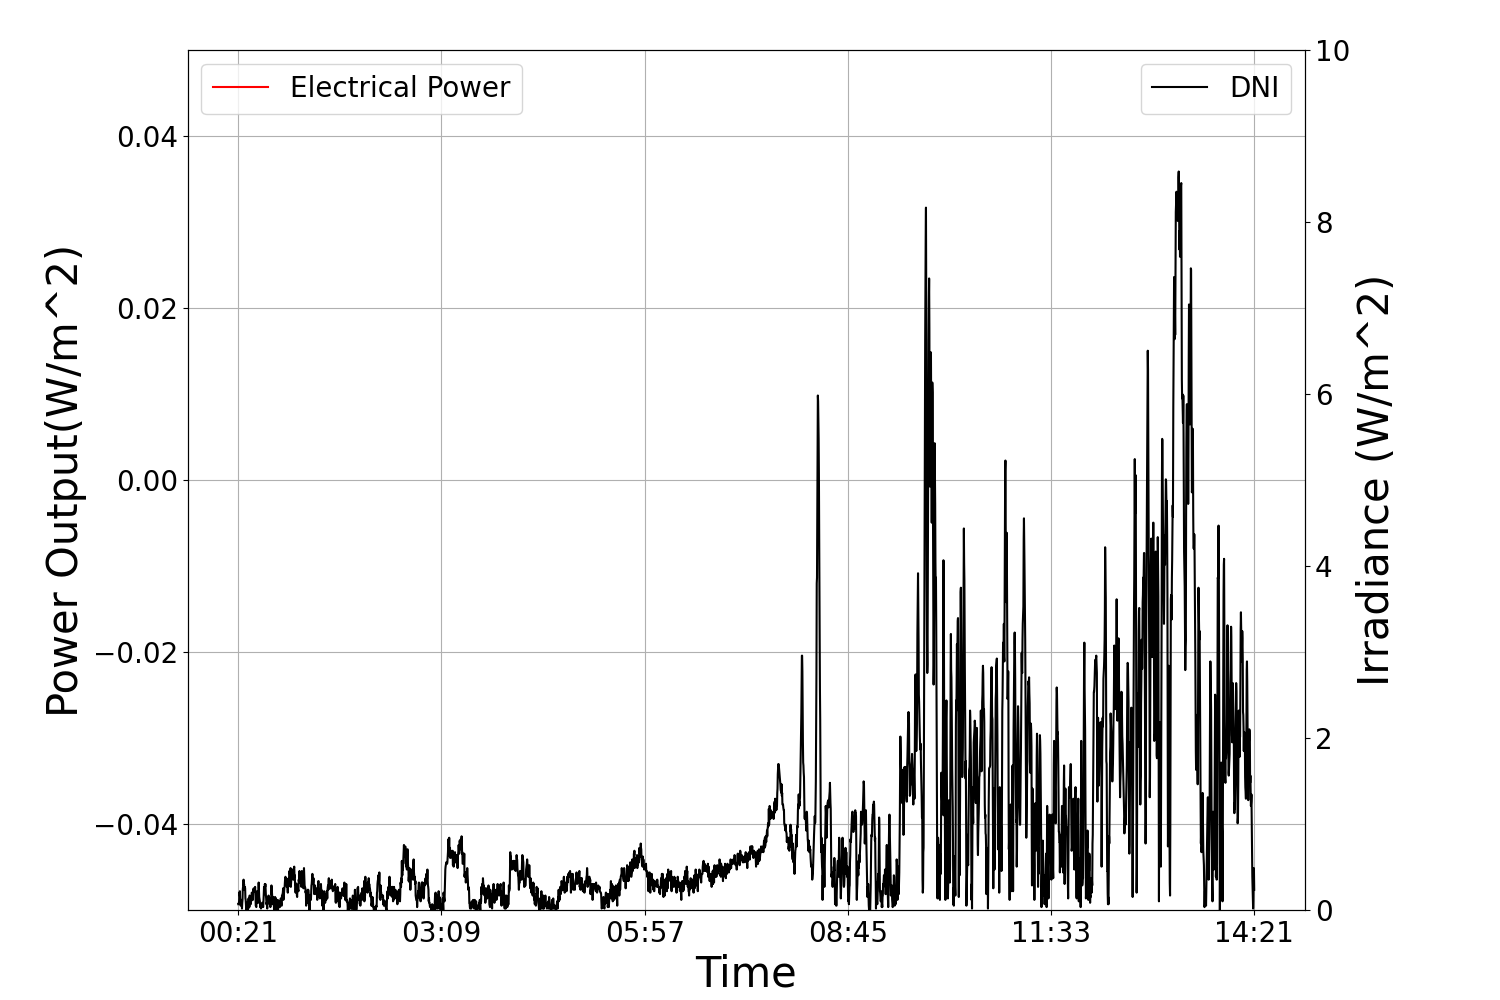 Electrical Power
DNI
Power Output(W/m^2)
0.04
0.02
0.00
−0.02
−0.04
10
8
6
4
2
0
Irradiance (W/m^2)
00:21 03:09 05:57 08:45 11:33 14:21
Time